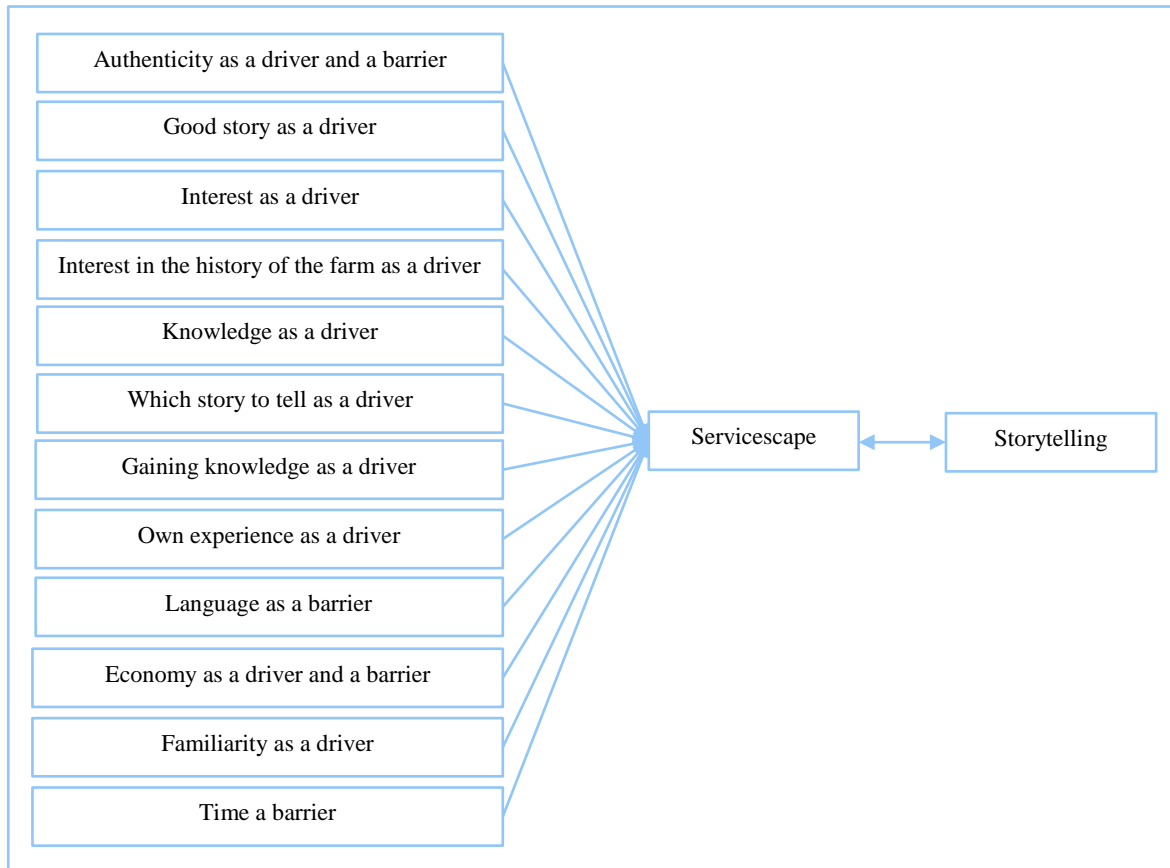 Authenticity as a driver and a barrier
Good story as a driver
Interest as a driver
Interest in the history of the farm as a driver
Knowledge as a driver
Which story to tell as a driver
Gaining knowledge as a driver
Own experience as a driver
Language as a barrier
Economy as a driver and a barrier
Familiarity as a driver
Time a barrier
Servicescape
Storytelling